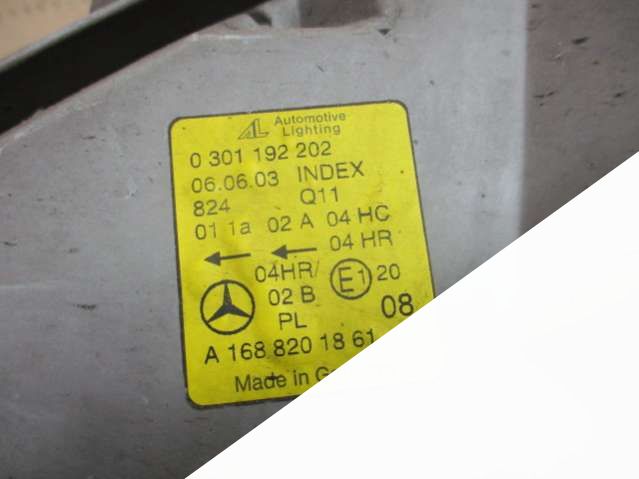 AL Automotive
Lighting
0 301 192 202
06.06.03 INDEX
824 Q11
01 1a 02 A 04 HC
04 HR
04HR/ E1 20
02 B
PL 08
A 168 820 18 61
Made in